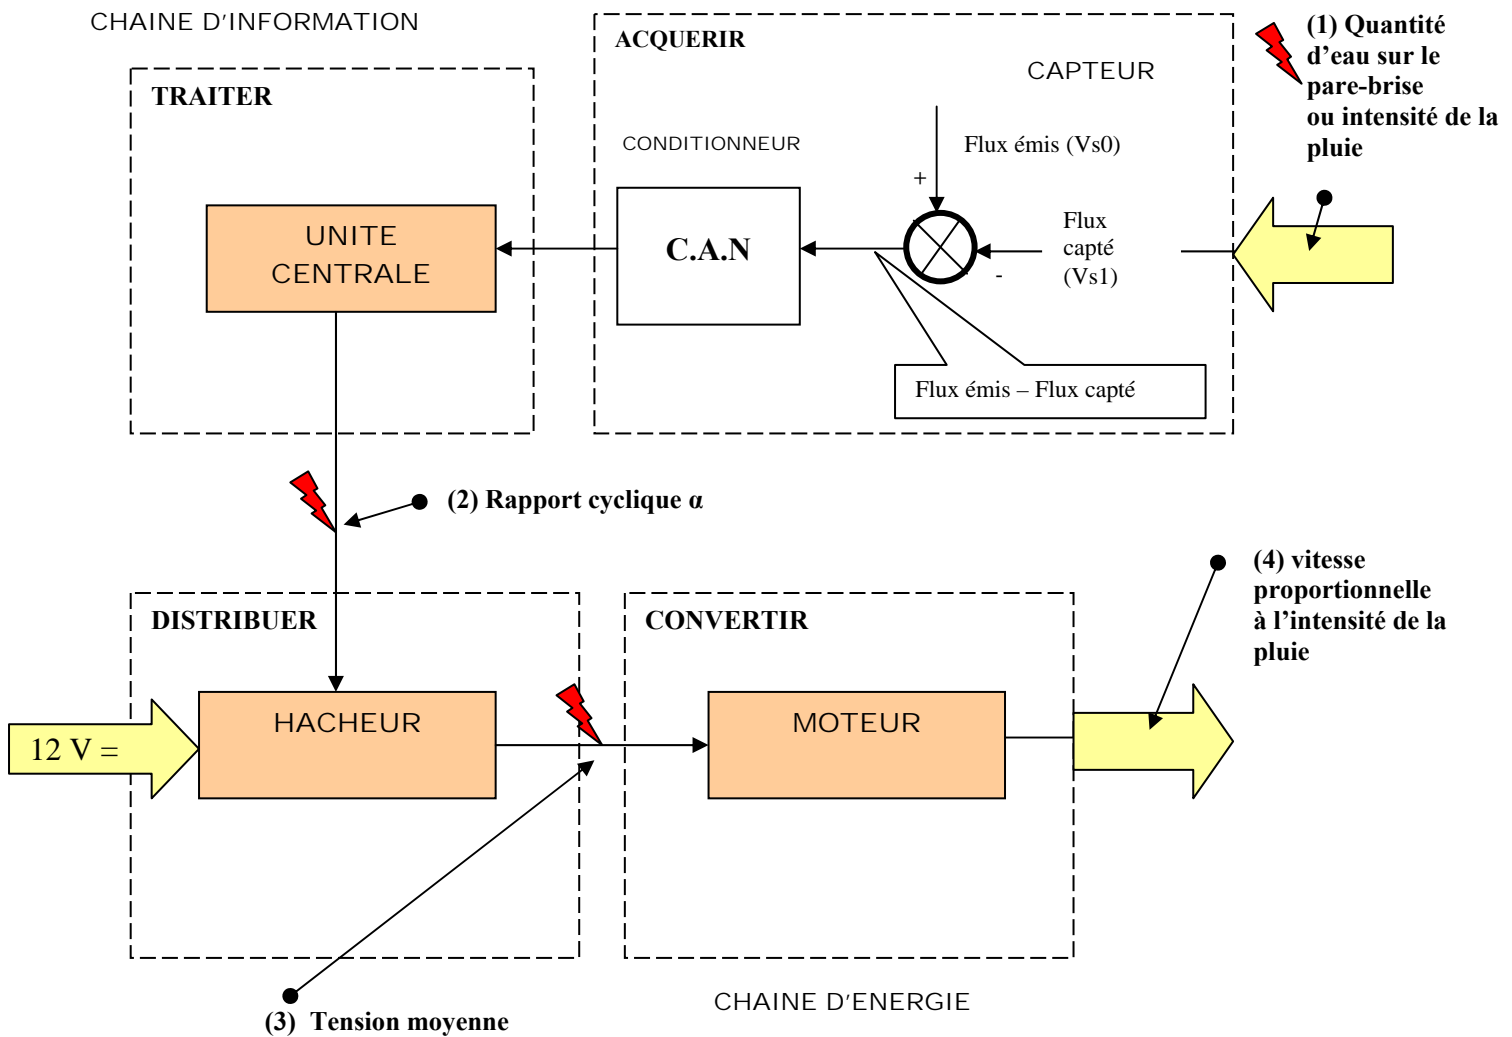 CHAINE D'INFORMATION
ACQUERIR
(1) Quantité
d'eau sur le
pare-brise
ou intensité de la
pluie
CAPTEUR
TRAITER
CONDITIONNEUR
Flux émis (Vs0)
+
UNITE
CENTRALE
C.A.N
Flux
capté
(Vs1)
-
Flux émis – Flux capté
(2) Rapport cyclique α
(4) vitesse
proportionnelle
à l'intensité de la
pluie
DISTRIBUER
CONVERTIR
HACHEUR
MOTEUR
12 V =
CHAINE D'ENERGIE
(3) Tension moyenne